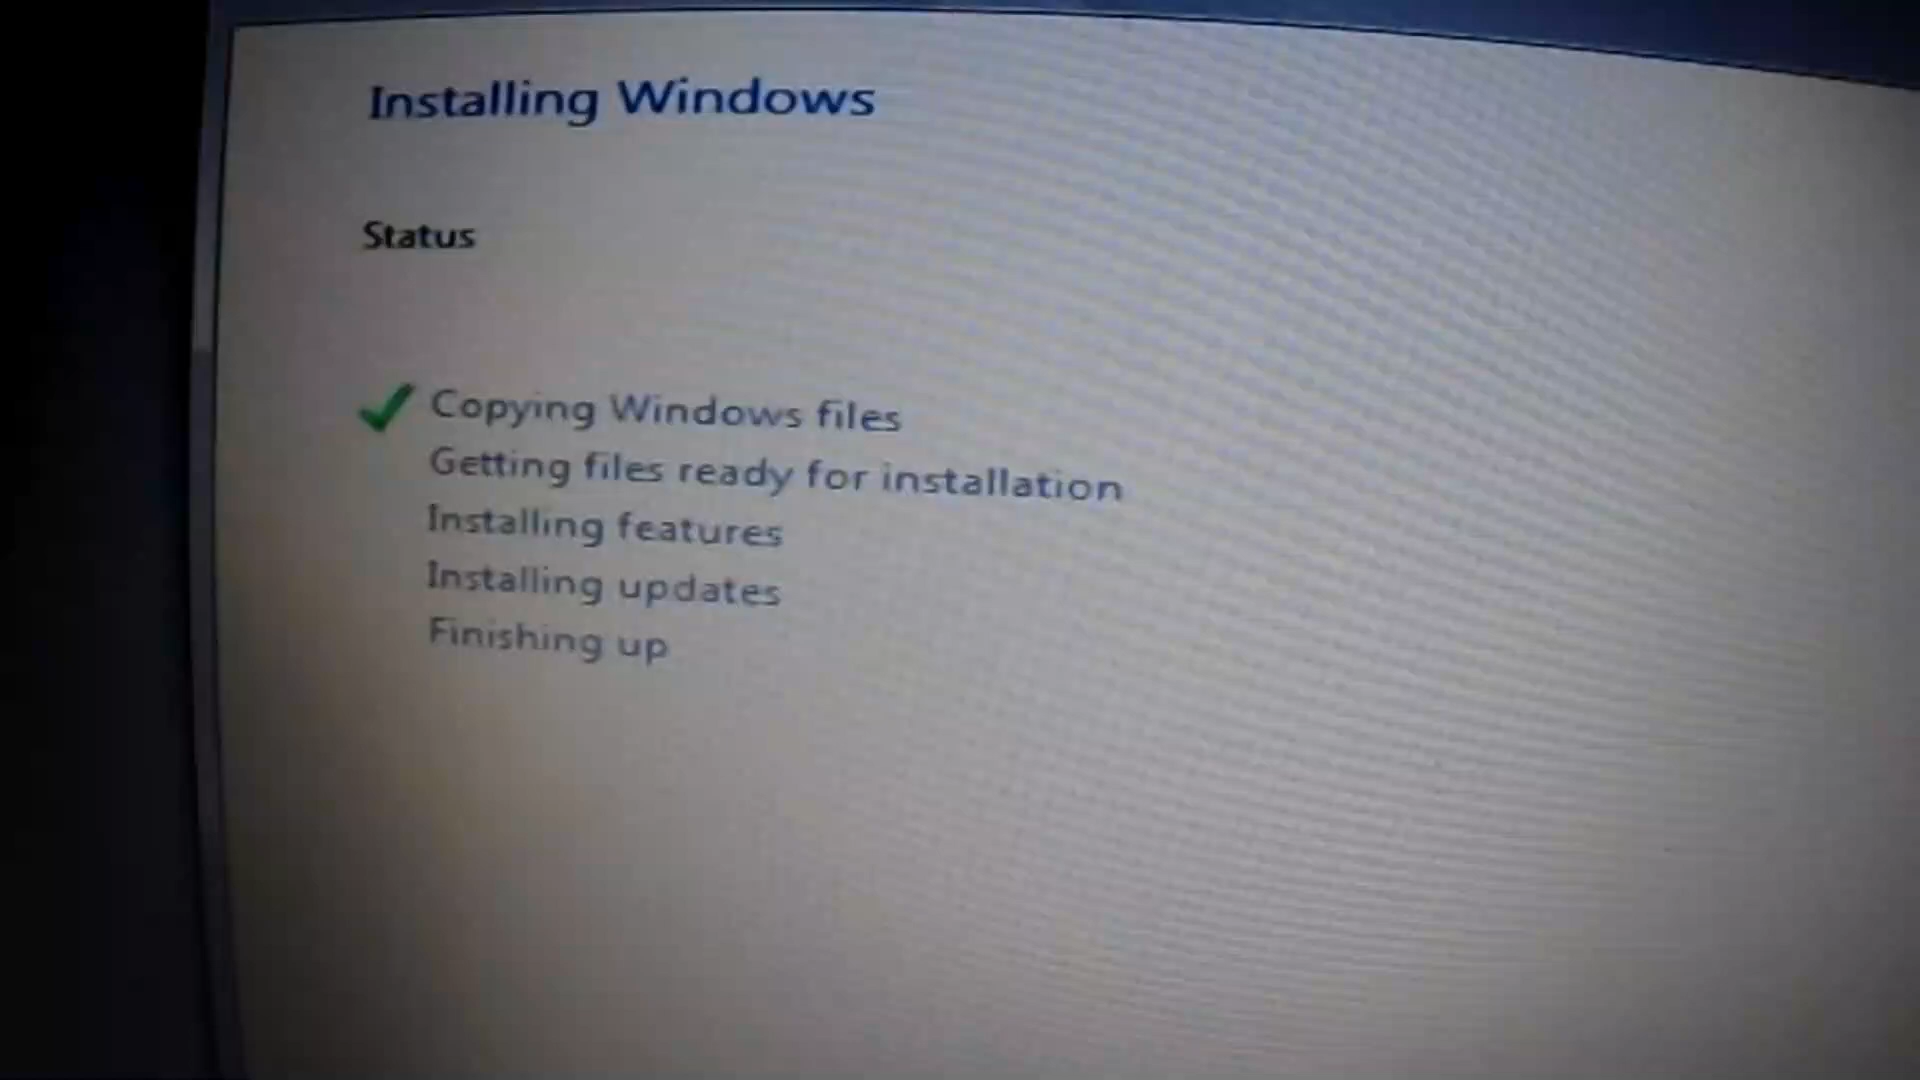 Installing Windows
Status
Copying Windows files
Getting files ready for installation
Installing features
Installing updates
Finishing up